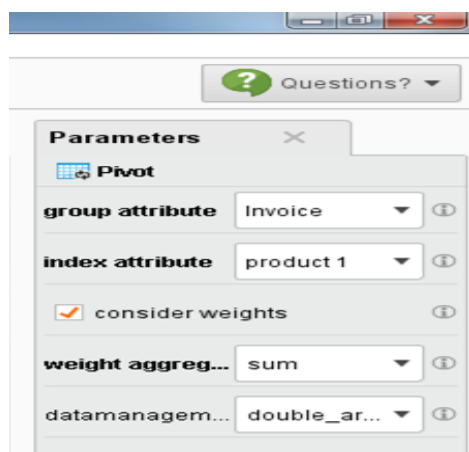 Questions?
Parameters
Pivot
group attribute Invoice
index attribute product 1
consider weights
weight aggreg... sum
datamanagem... double_ar...